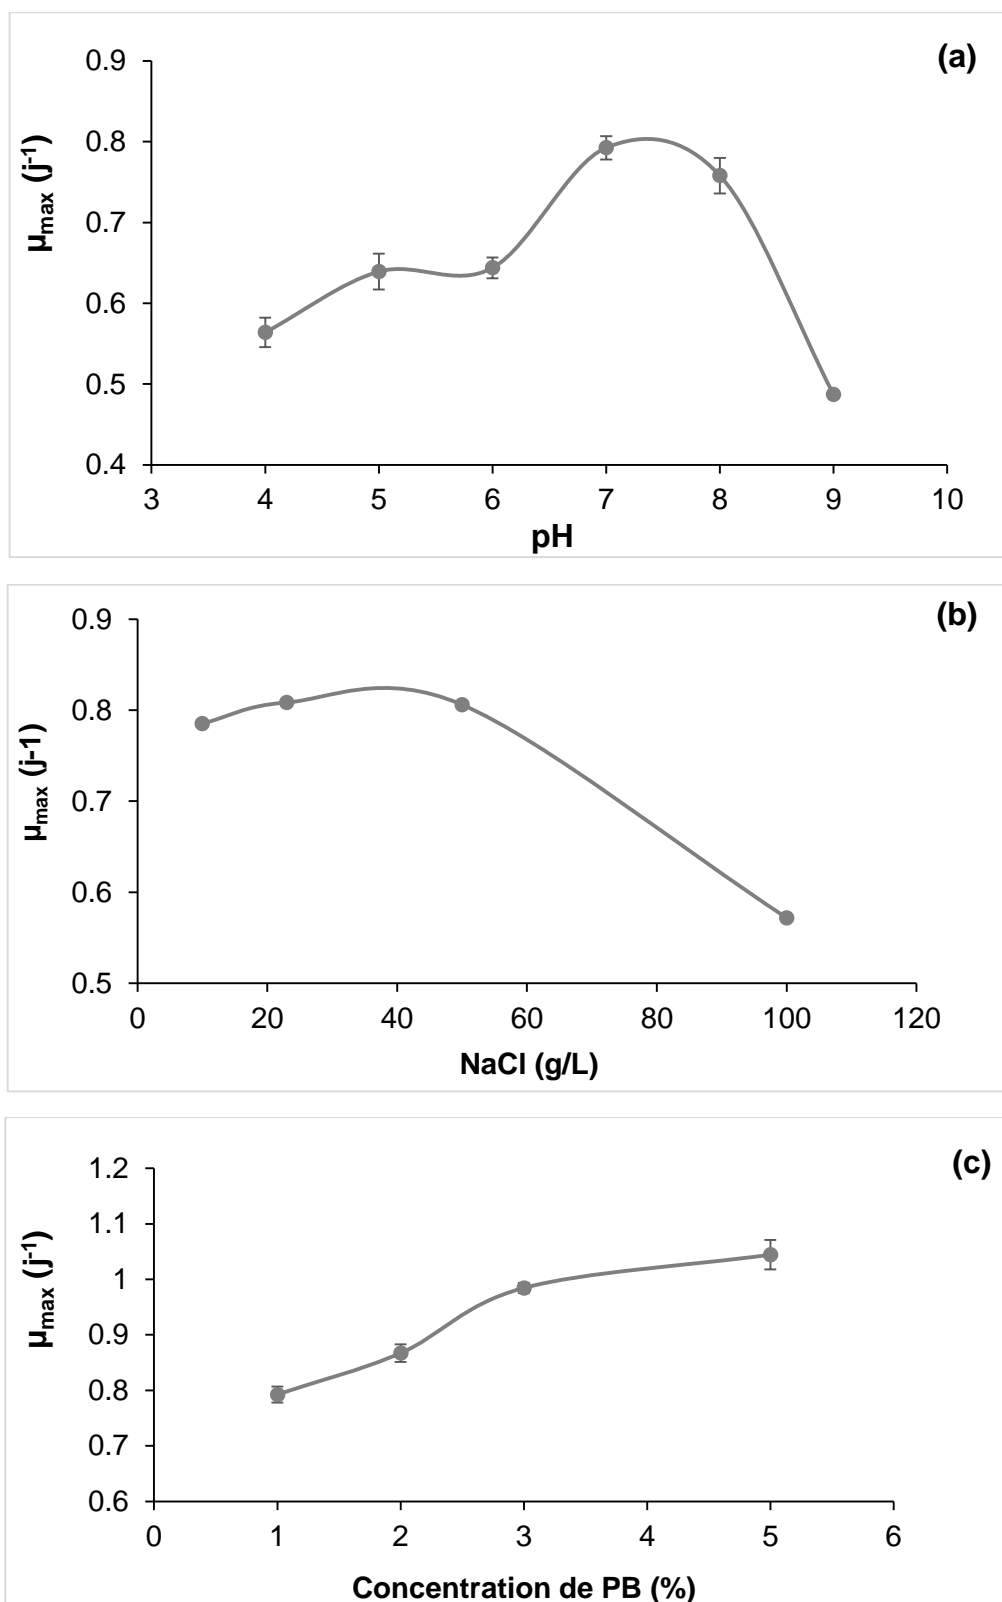 (a)
0.9
0.8
0.7
0.6
0.5
0.4
3 4 5 6 7 8 9 10
µmax (j-1)
pH
(b)
0.9
0.8
0.7
0.6
0.5
0 20 40 60 80 100 120
µmax (j-1)
NaCl (g/L)
(c)
1.2
1.1
1
0.9
0.8
0.7
0.6
0 1 2 3 4 5 6
µmax (j-1)
Concentration de PB (%)